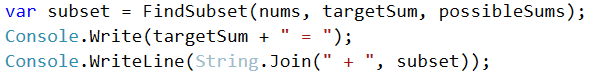 var subset = FindSubset(nums, targetSum, possibleSums);
Console.Write(targetSum + " = ");
Console.WriteLine(String.Join(" + ", subset));